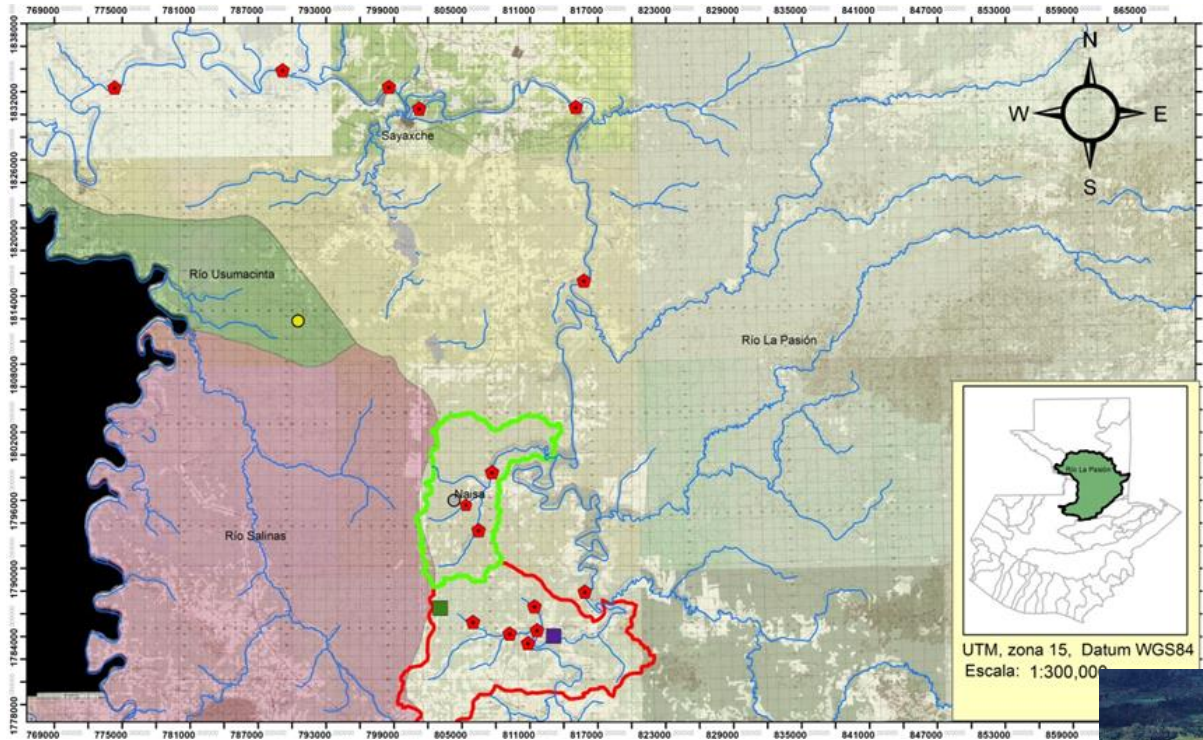 769000 775000 781000 787000 793000 799000 805000 811000 817000 823000 829000 835000 841000 847000 853000 859000 865000
1838000
1832000
1826000
1820000
1814000
1808000
1802000
1796000
1790000
1784000
1778000
N
W E
S
Sayaxche
Río Usumacinta
Río La Pasión
Naisa
Río Salinas
Río La Pasión
UTM, zona 15, Datum WGS84
Escala: 1:300,000
769000 775000 781000 787000 793000 799000 805000 811000 817000 823000 829000 835000 841000 847000 853000 859000